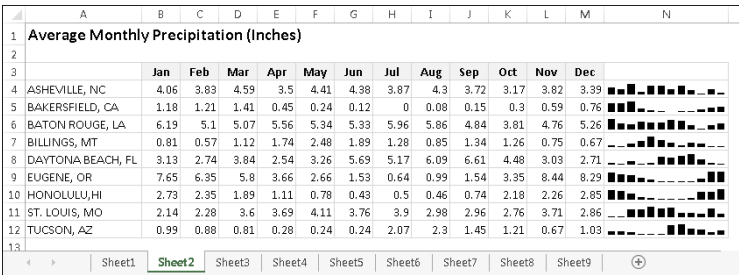 A B C D E F G H I J K L M N
1 Average Monthly Precipitation (Inches)
2
3 Jan Feb Mar Apr May Jun Jul Aug Sep Oct Nov Dec
4 ASHEVILLE, NC 4.06 3.83 4.59 3.5 4.41 4.38 3.87 4.3 3.72 3.17 3.82 3.39
5 BAKERSFIELD, CA 1.18 1.21 1.41 0.45 0.24 0.12 0 0.08 0.15 0.3 0.59 0.76
6 BATON ROUGE, LA 6.19 5.1 5.07 5.56 5.34 5.33 5.96 5.86 4.84 3.81 4.76 5.26
7 BILLINGS, MT 0.81 0.57 1.12 1.74 2.48 1.89 1.28 0.85 1.34 1.26 0.75 0.67
8 DAYTONA BEACH, FL 3.13 2.74 3.84 2.54 3.26 5.69 5.17 6.09 6.61 4.48 3.03 2.71
9 EUGENE, OR 7.65 6.35 5.8 3.66 2.66 1.53 0.64 0.99 1.54 3.35 8.44 8.29
10 HONOLULU,HI 2.73 2.35 1.89 1.11 0.78 0.43 0.5 0.46 0.74 2.18 2.26 2.85
11 ST. LOUIS, MO 2.14 2.28 3.6 3.69 4.11 3.76 3.9 2.98 2.96 2.76 3.71 2.86
12 TUCSON, AZ 0.99 0.88 0.81 0.28 0.24 0.24 2.07 2.3 1.45 1.21 0.67 1.03
13
Sheet1 Sheet2 Sheet3 Sheet4 Sheet5 Sheet6 Sheet7 Sheet8 Sheet9